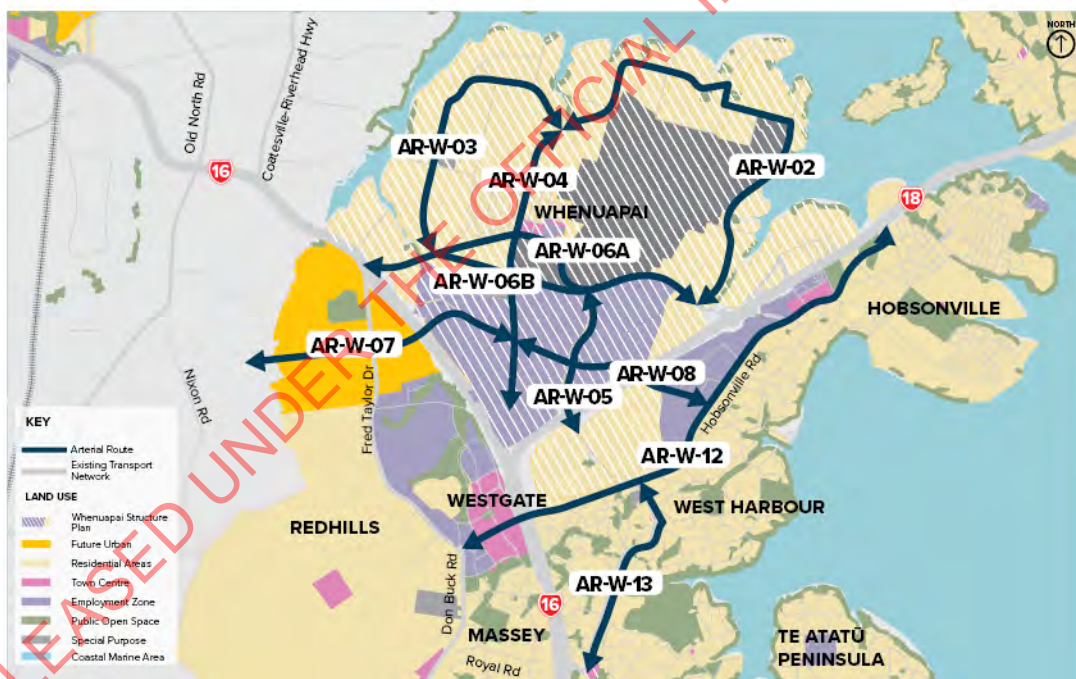 RELEASED UNDER THE OFFICIAL
NORTH
Old North Rd
Coatesville-Riverhead Hwy
16
AR-W-03
AR-W-04
AR-W-02
18
WHENUAPAI
AR-W-06A
AR-W-06B
HOBSONVILLE
AR-W-07
AR-W-08
Nixon Rd
Fred Taylor Dr
AR-W-05
Hobsonville Rd
AR-W-12
WESTGATE
WEST HARBOUR
REDHILLS
Don Buck Rd
AR-W-13
16
MASSEY
Royal Rd
TE ATATŪ
PENINSULA
KEY
Arterial Route
Existing Transport
Network
LAND USE
Whenuapai Structure
Plan
Future Urban
Residential Areas
Town Centre
Employment Zone
Public Open Space
Special Purpose
Coastal Marine Area